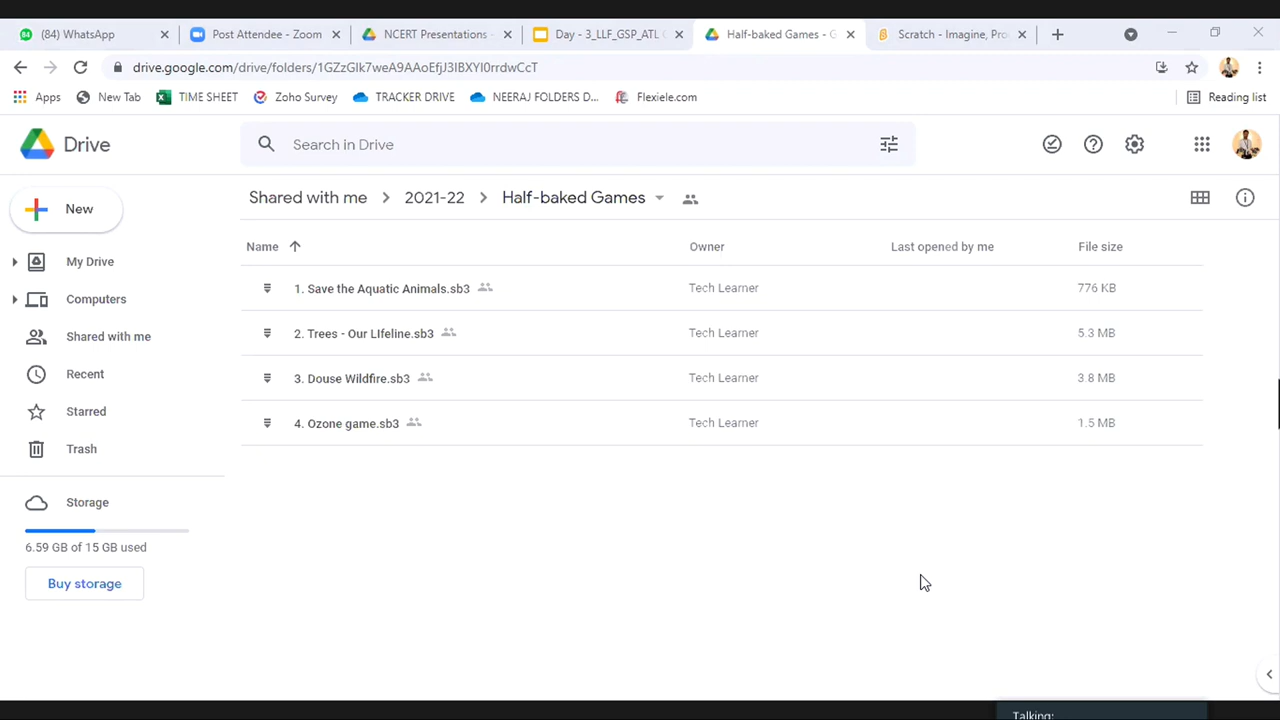 (84) WhatsApp
Post Attendee - Zoom
NCERT Presentations -
Day - 3_LLF_GSP_ATL
Half-baked Games - G
Scratch - Imagine, Pro
drive.google.com/drive/folders/1GZzGlk7weA9AAoEfjJ3IBXYI0rrdwCcT
Apps
New Tab
TIME SHEET
Zoho Survey
TRACKER DRIVE
NEERAJ FOLDERS D...
Flexiele.com
Reading list
Drive
Search in Drive
New
Shared with me
2021-22
Half-baked Games
Name
Owner
Last opened by me
File size
1. Save the Aquatic Animals.sb3
Tech Learner
776 KB
2. Trees - Our LIfeline.sb3
Tech Learner
5.3 MB
3. Douse Wildfire.sb3
Tech Learner
3.8 MB
4. Ozone game.sb3
Tech Learner
1.5 MB
My Drive
Computers
Shared with me
Recent
Starred
Trash
Storage
6.59 GB of 15 GB used
Buy storage
Talking: